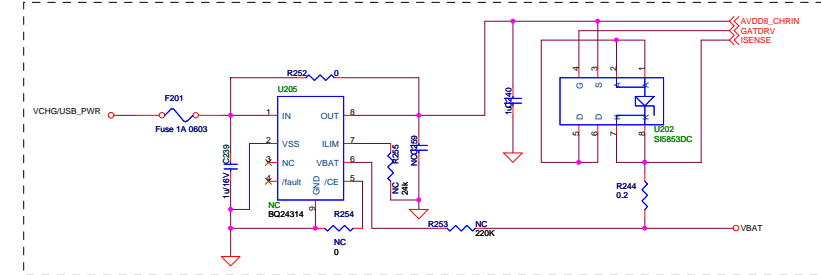 AVDD8_CHRIN
GATDRV
ISENSE
R252 0
U205
F201
VCHG/USB_PWR
Fuse 1A 0603
1 IN OUT 8
2 VSS ILIM 7
3 NC VBAT 6
4 /fault /CE 5
GND
9
NC
BQ24314
C239
1u/16V
R254
NC
0
R255
NC
24k
C259
NC
R253 NC
220K
C240
1u
4 3 2 1
G S A A
D D K K
5 6 7 8
U202
SI5853DC
R244
0.2
VBAT